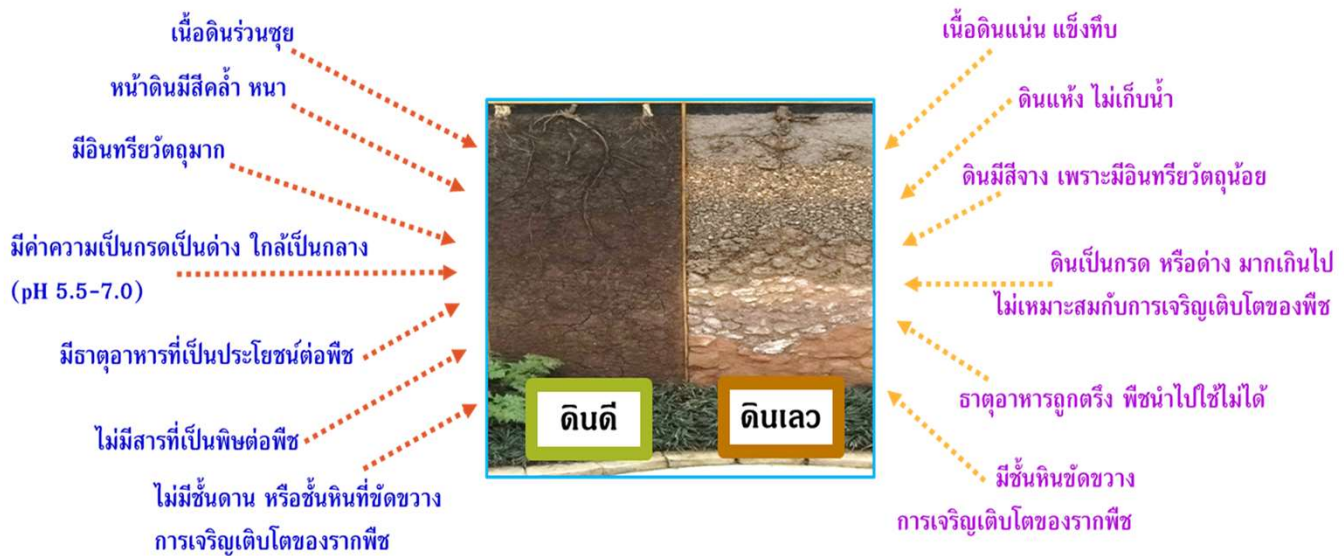 เนื้อดินร่วนซุย
หน้าดินมีสีคล้ำ หนา
มีอินทรียวัตถุมาก
มีค่าความเป็นกรดเป็นด่าง ใกล้เป็นกลาง
(pH 5.5-7.0)
มีธาตุอาหารที่เป็นประโยชน์ต่อพืช
ไม่มีสารที่เป็นพิษต่อพืช
ไม่มีชั้นดาน หรือชั้นหินที่ขัดขวาง
การเจริญเติบโตของรากพืช
ดินดี
ดินเลว
เนื้อดินแน่น แข็งทึบ
ดินแห้ง ไม่เก็บน้ำ
ดินมีสีจาง เพราะมีอินทรียวัตถุน้อย
ดินเป็นกรด หรือด่าง มากเกินไป
ไม่เหมาะสมกับการเจริญเติบโตของพืช
ธาตุอาหารถูกตรึง พืชนำไปใช้ไม่ได้
มีชั้นหินขัดขวาง
การเจริญเติบโตของรากพืช